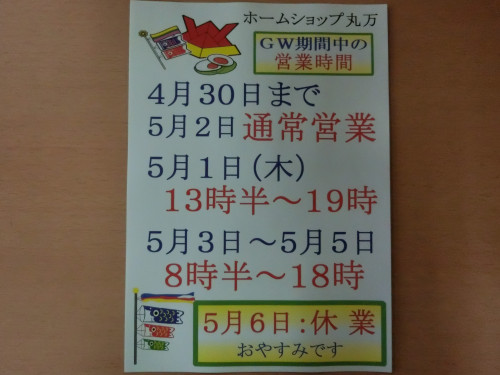 ホームショップ丸万
GW期間中の
営業時間
4月30日まで
5月2日通常営業
5月1日(木)
13時半~19時
5月3日~5月5日
8時半~18時
5月6日:休業
おやすみです